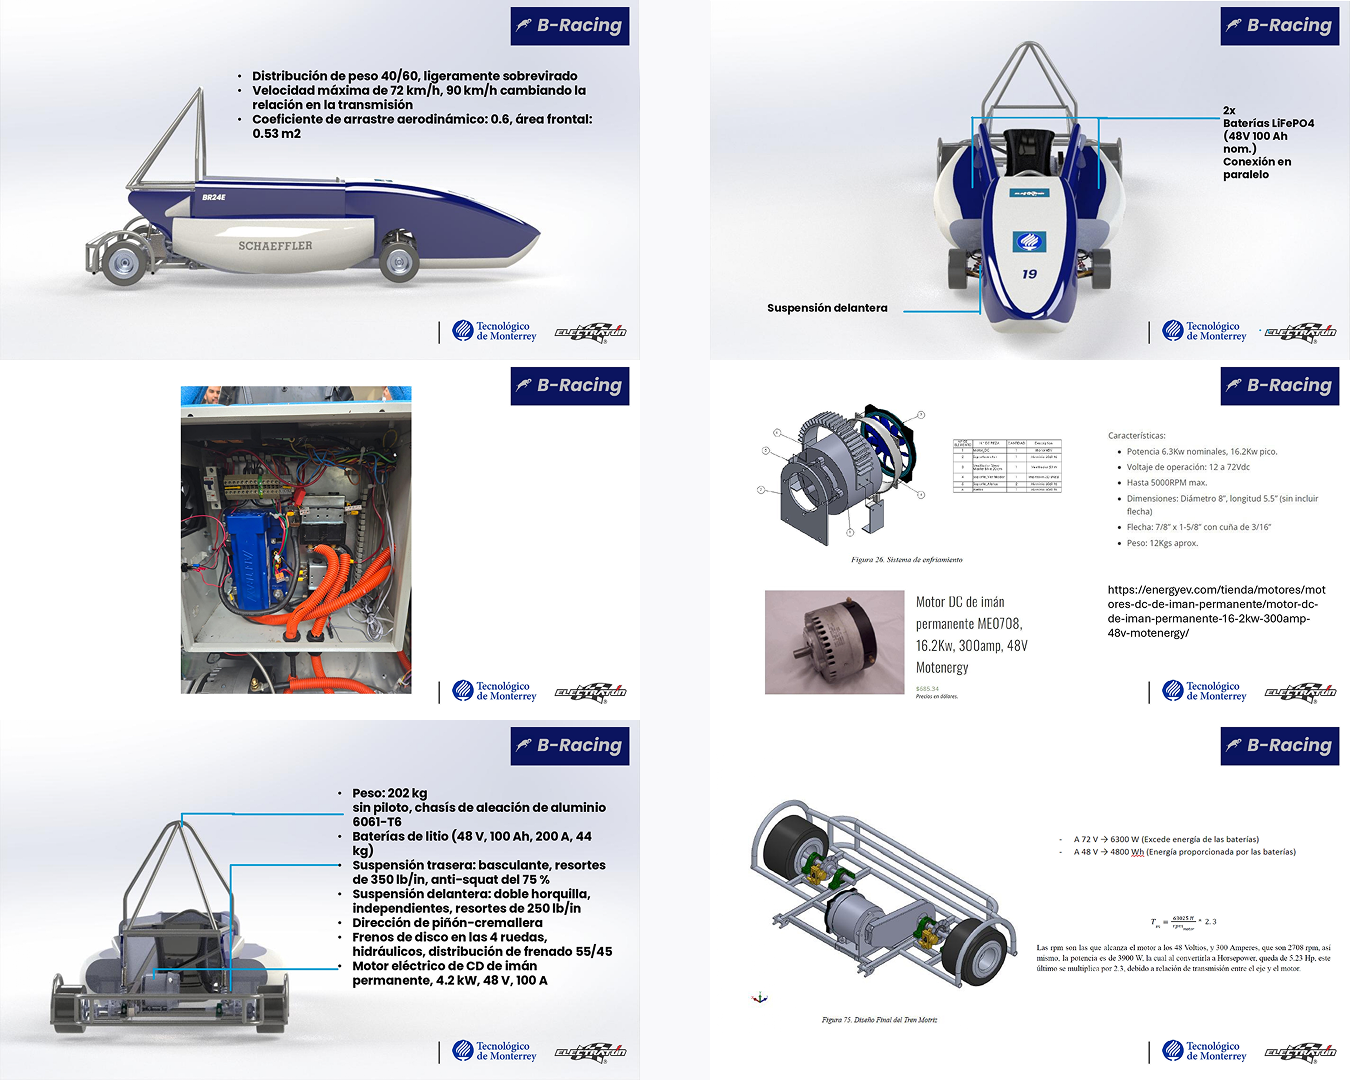 B-Racing
• Distribución de peso 40/60, ligeramente sobrevirado
• Velocidad máxima de 72 km/h, 90 km/h cambiando la
relación en la transmisión
• Coeficiente de arrastre aerodinámico: 0.6, área frontal:
0.53 m2
BR24E
SCHAEFFLER
Tecnológico
de Monterrey
ELECTRATON
B-Racing
2x
Baterías LiFePO4
(48V 100 Ah
nom.)
Conexión en
paralelo
19
Suspensión delantera
Tecnológico
de Monterrey
ELECTRATON
B-Racing
Tecnológico
de Monterrey
ELECTRATON
B-Racing
Figura 26. Sistema de enfriamiento
Características:
• Potencia 6.3Kw nominales, 16.2Kw pico.
• Voltaje de operación: 12 a 72Vdc
• Hasta 5000RPM max.
• Dimensiones: Diámetro 8”, longitud 5.5” (sin incluir
flecha)
• Flecha: 7/8” x 1-5/8” con cuña de 3/16”
• Peso: 12Kgs aprox.
Motor DC de imán
permanente ME0708,
16.2Kw, 300amp, 48V
Motenergy
$685.34
Precios en dólares.
https://energyev.com/tienda/motores/mot
ores-dc-de-iman-permanente/motor-dc-
de-iman-permanente-16-2kw-300amp-
48v-motenergy/
Tecnológico
de Monterrey
ELECTRATON
B-Racing
• Peso: 202 kg
sin piloto, chasís de aleación de aluminio
6061-T6
• Baterías de litio (48 V, 100 Ah, 200 A, 44
kg)
• Suspensión trasera: basculante, resortes
de 350 lb/in, anti-squat del 75 %
• Suspensión delantera: doble horquilla,
independientes, resortes de 250 lb/in
• Dirección de piñón-cremallera
• Frenos de disco en las 4 ruedas,
hidráulicos, distribución de frenado 55/45
• Motor eléctrico de CD de imán
permanente, 4.2 kW, 48 V, 100 A
Tecnológico
de Monterrey
ELECTRATON
B-Racing
- A 72 V → 6300 W (Excede energía de las baterías)
- A 48 V → 4800 Wh (Energía proporcionada por las baterías)
* 2.3
Las rpm son las que alcanza el motor a los 48 Voltios, y 300 Amperes, que son 2708 rpm, así
mismo, la potencia es de 3900 W, la cual al convertirla a Horsepower, queda de 5.23 Hp, este
último se multiplica por 2.3, debido a relación de transmisión entre el eje y el motor.
Figura 75. Diseño Final del Tren Motriz
Tecnológico
de Monterrey
ELECTRATON